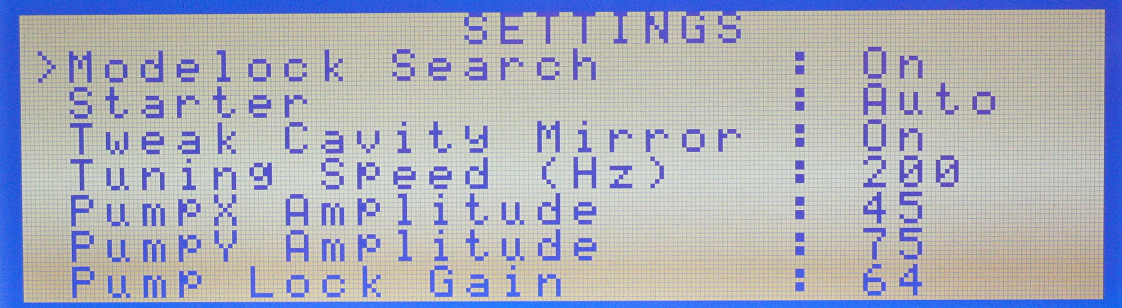 SETTINGS
>Modelock Search : On
Starter : Auto
Tweak Cavity Mirror : On
Tuning Speed (Hz) : 200
PumpX Amplitude : 45
PumpY Amplitude : 75
Pump Lock Gain : 64